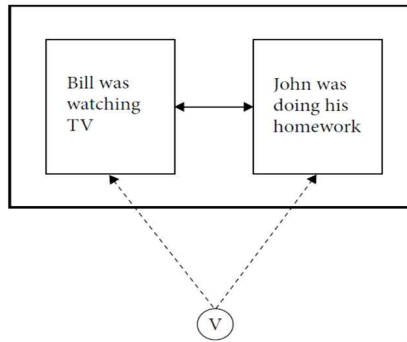 Bill was
watching
TV
John was
doing his
homework
V